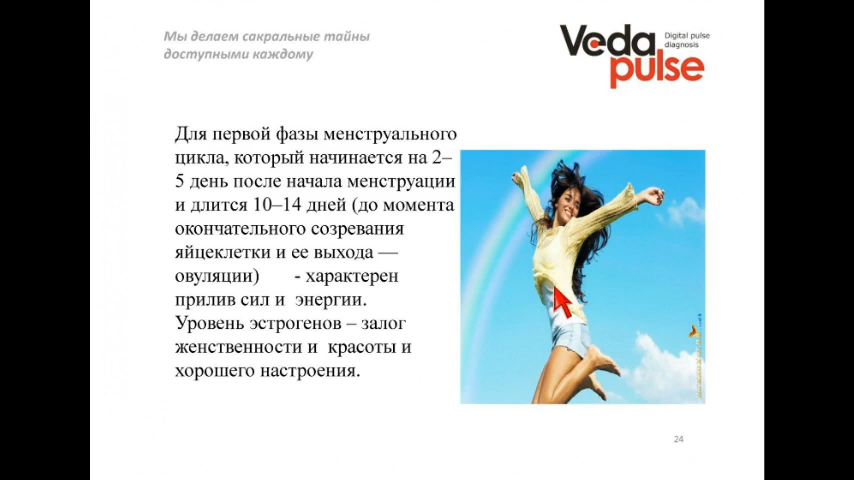 Мы делаем сакральные тайны
доступными каждому
Veda
pulse
Digital pulse
diagnosis
Для первой фазы менструального
цикла, который начинается на 2–
5 день после начала менструации
и длится 10–14 дней (до момента
окончательного созревания
яйцеклетки и ее выхода —
овуляции) - характерен
прилив сил и энергии.
Уровень эстрогенов – залог
женственности и красоты и
хорошего настроения.
24